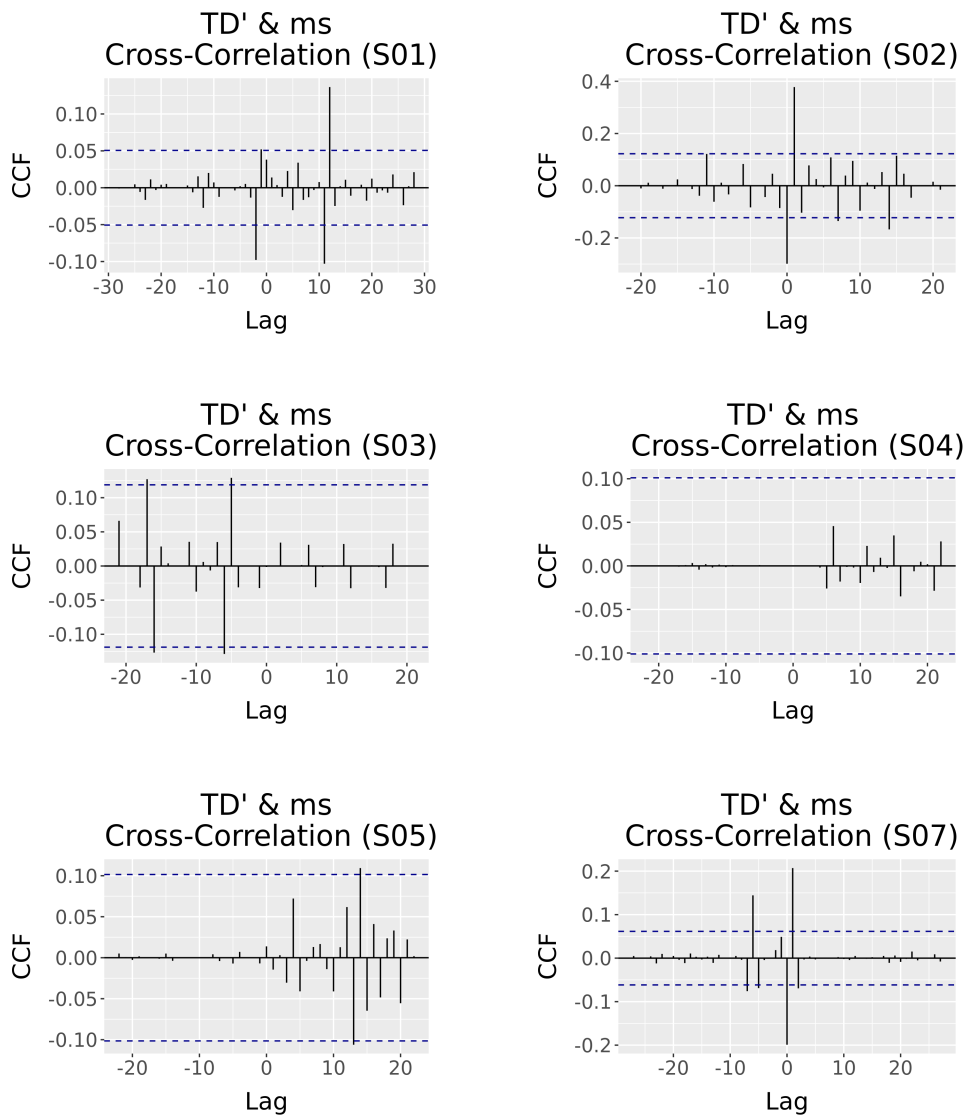 TD' & ms
Cross-Correlation (S01)
CCF
0.10
0.05
0.00
-0.05
-0.10
-30 -20 -10 0 10 20 30
Lag
TD' & ms
Cross-Correlation (S02)
CCF
0.4
0.2
0.0
-0.2
-20 -10 0 10 20
Lag
TD' & ms
Cross-Correlation (S03)
CCF
0.10
0.05
0.00
-0.05
-0.10
-20 -10 0 10 20
Lag
TD' & ms
Cross-Correlation (S04)
CCF
0.10
0.05
0.00
-0.05
-0.10
-20 -10 0 10 20
Lag
TD' & ms
Cross-Correlation (S05)
CCF
0.10
0.05
0.00
-0.05
-0.10
-20 -10 0 10 20
Lag
TD' & ms
Cross-Correlation (S07)
CCF
0.2
0.1
0.0
-0.1
-0.2
-20 -10 0 10 20
Lag